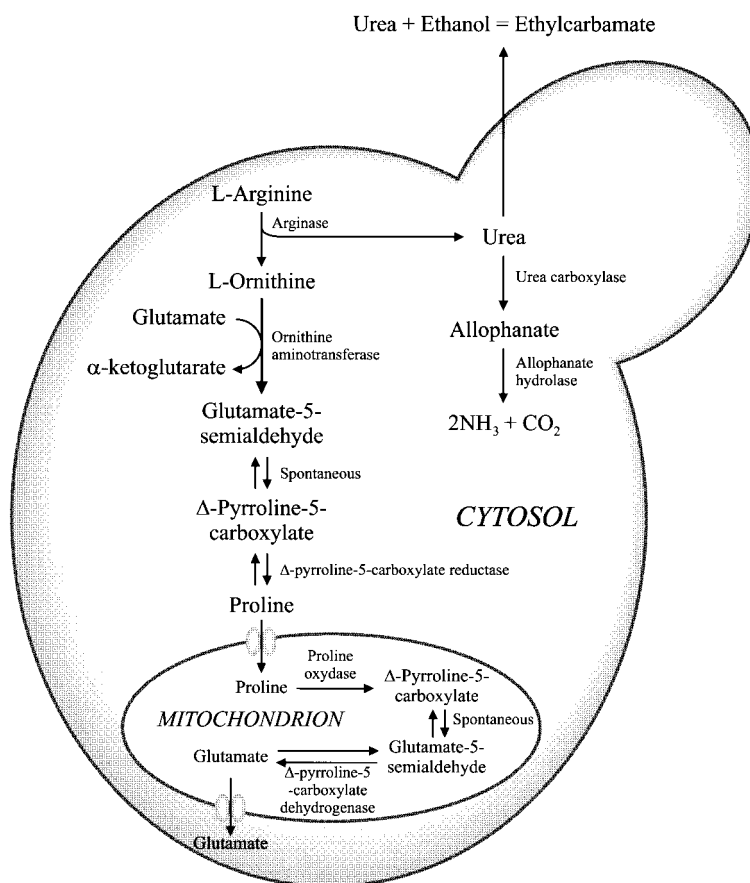 Urea + Ethanol = Ethylcarbamate
L-Arginine
Arginase
Urea
L-Ornithine
Urea carboxylase
Glutamate
Ornithine
aminotransferase
α-ketoglutarate
Allophanate
Allophanate
hydrolase
Glutamate-5-
semialdehyde
2NH₃ + CO₂
Spontaneous
Δ-Pyrroline-5-
carboxylate
CYTOSOL
Δ-pyrroline-5-carboxylate reductase
Proline
Proline
oxydase
Proline
Δ-Pyrroline-5-
carboxylate
MITOCHONDRION
Spontaneous
Glutamate
Glutamate-5-
semialdehyde
Δ-pyrroline-5
-carboxylate
dehydrogenase
Glutamate